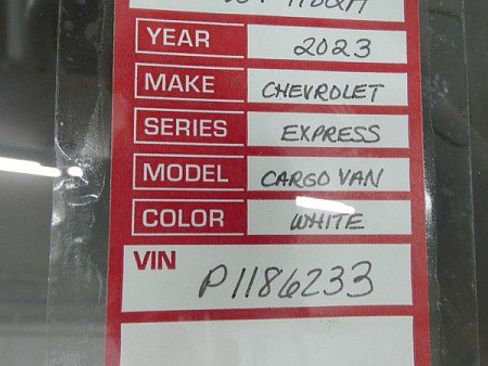 YEAR 2023
MAKE CHEVROLET
SERIES EXPRESS
MODEL CARGO VAN
COLOR WHITE
VIN
P1186233